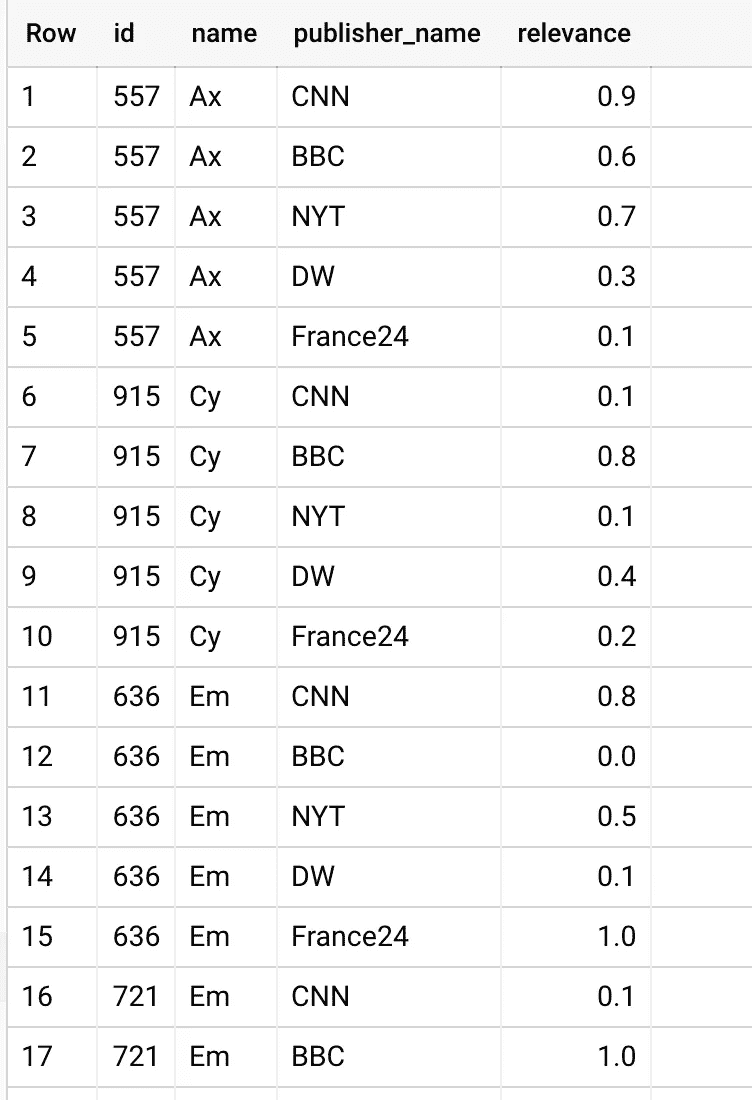 Row id name publisher_name relevance
1 557 Ax CNN 0.9
2 557 Ax BBC 0.6
3 557 Ax NYT 0.7
4 557 Ax DW 0.3
5 557 Ax France24 0.1
6 915 Cy CNN 0.1
7 915 Cy BBC 0.8
8 915 Cy NYT 0.1
9 915 Cy DW 0.4
10 915 Cy France24 0.2
11 636 Em CNN 0.8
12 636 Em BBC 0.0
13 636 Em NYT 0.5
14 636 Em DW 0.1
15 636 Em France24 1.0
16 721 Em CNN 0.1
17 721 Em BBC 1.0